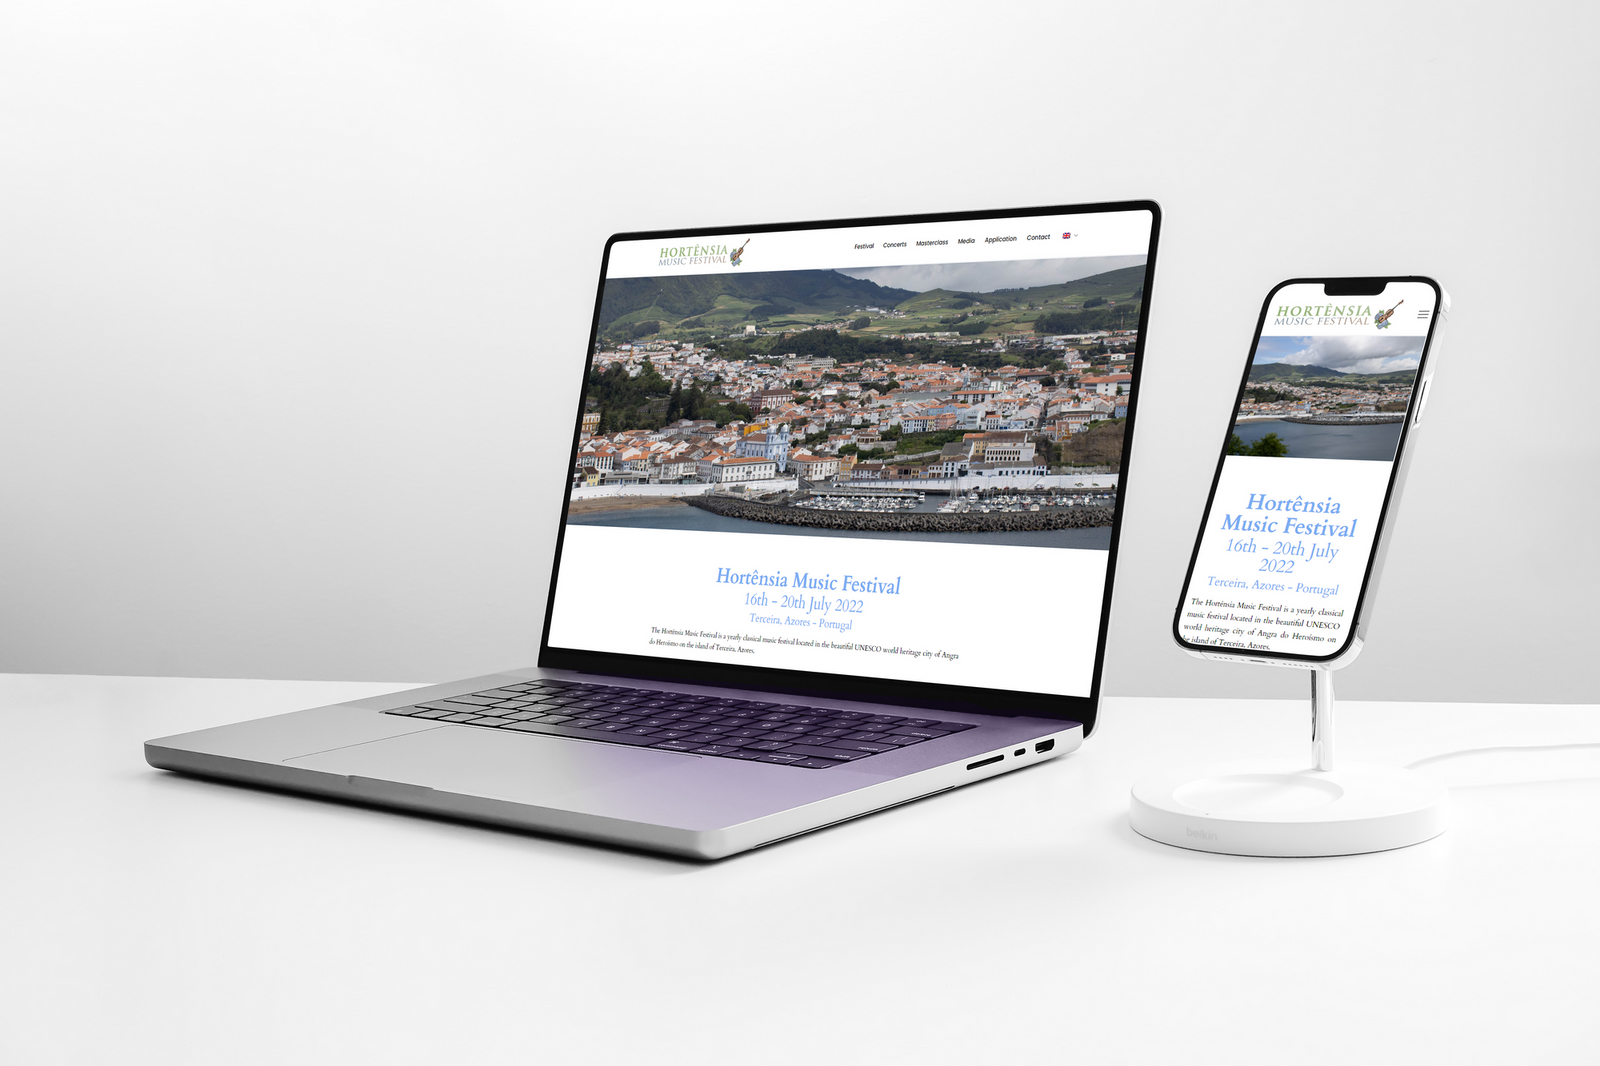 HORTÊNSIA
MUSIC FESTIVAL
Festival Concerts Masterclass Media Application Contact
Hortênsia Music Festival
16th - 20th July 2022
Terceira, Azores - Portugal
The Hortênsia Music Festival is a yearly classical music festival located in the beautiful UNESCO world heritage city of Angra
do Heroísmo on the island of Terceira, Azores.
HORTÊNSIA
MUSIC FESTIVAL
Hortênsia
Music Festival
16th - 20th July
2022
Terceira, Azores - Portugal
The Hortênsia Music Festival is a yearly classical
music festival located in the beautiful UNESCO
world heritage city of Angra do Heroísmo on
the island of Terceira, Azores.
belkin